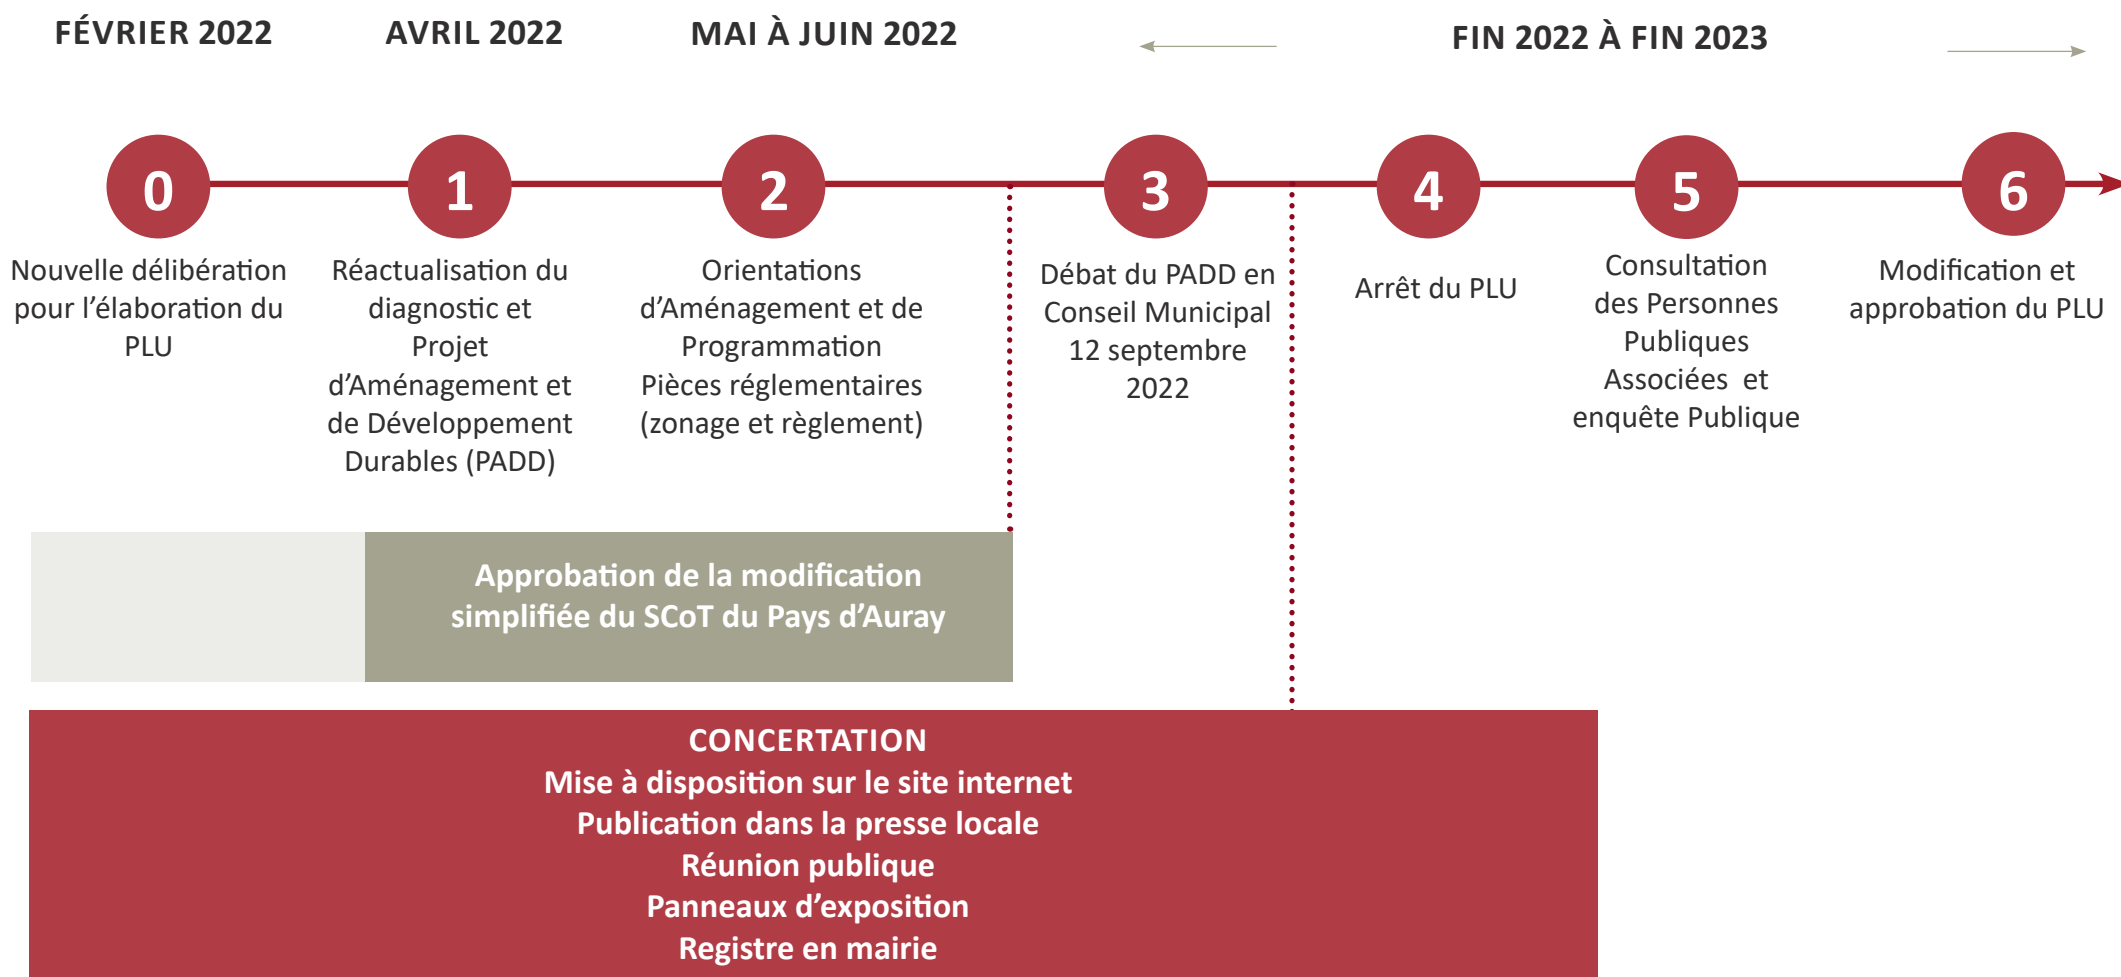 FÉVRIER 2022
AVRIL 2022
MAI À JUIN 2022
FIN 2022 À FIN 2023
0
1
2
3
4
5
6
Nouvelle délibération
pour l’élaboration du
PLU
Réactualisation du
diagnostic et
Projet
d’Aménagement et
de Développement
Durables (PADD)
Orientations
d’Aménagement et de
Programmation
Pièces réglementaires
(zonage et règlement)
Débat du PADD en
Conseil Municipal
12 septembre
2022
Arrêt du PLU
Consultation
des Personnes
Publiques
Associées et
enquête Publique
Modification et
approbation du PLU
Approbation de la modification
simplifiée du SCoT du Pays d’Auray
CONCERTATION
Mise à disposition sur le site internet
Publication dans la presse locale
Réunion publique
Panneaux d’exposition
Registre en mairie